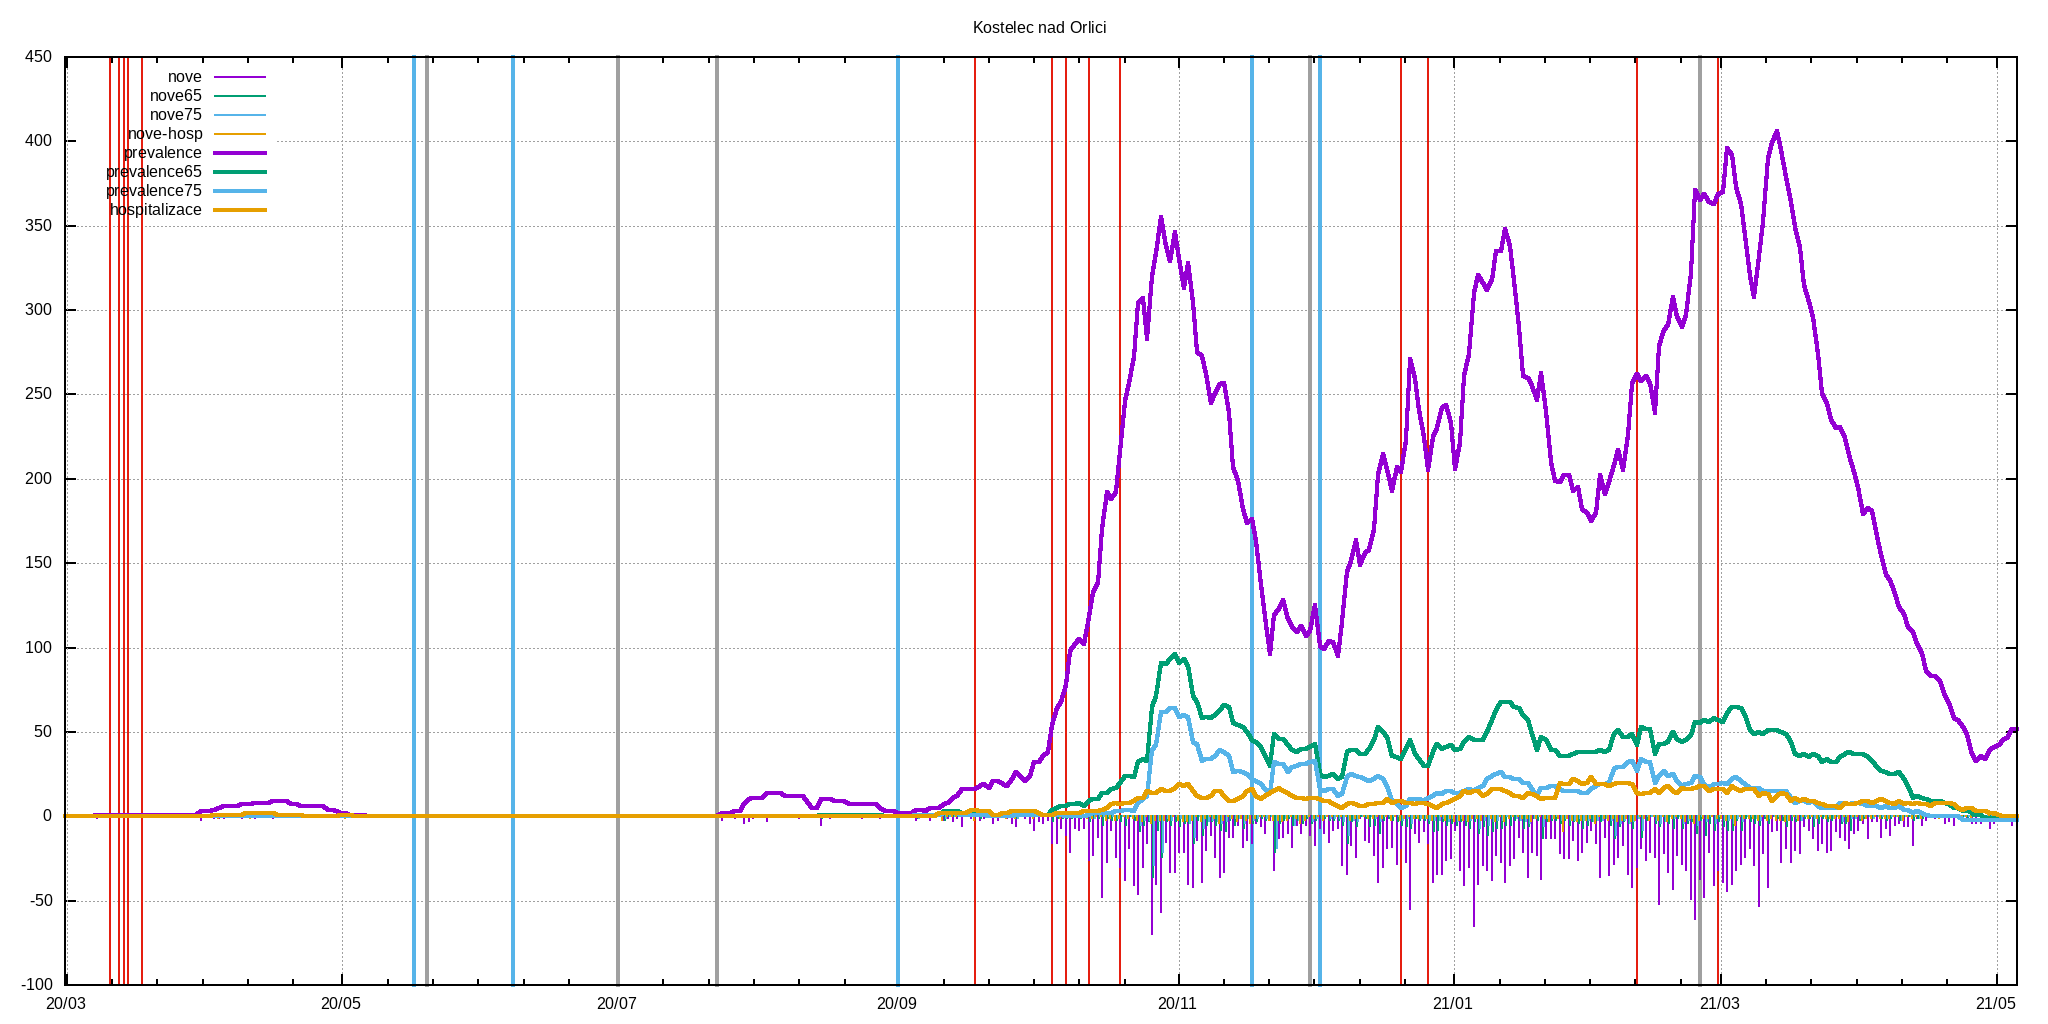 Kostelec nad Orlici
450
400
350
300
250
200
150
100
50
0
-50
-100
nove
nove65
nove75
nove-hosp
prevalence
prevalence65
prevalence75
hospitalizace
20/03 20/05 20/07 20/09 20/11 21/01 21/03 21/05